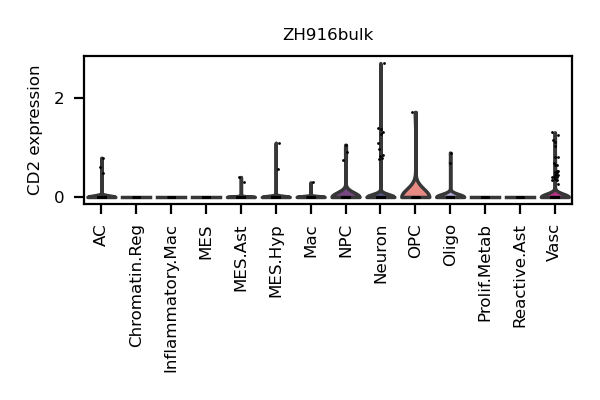 ZH916bulk
CD2 expression
2
0
AC
Chromatin.Reg
Inflammatory.Mac
MES
MES.Ast
MES.Hyp
Mac
NPC
Neuron
OPC
Oligo
Prolif.Metab
Reactive.Ast
Vasc